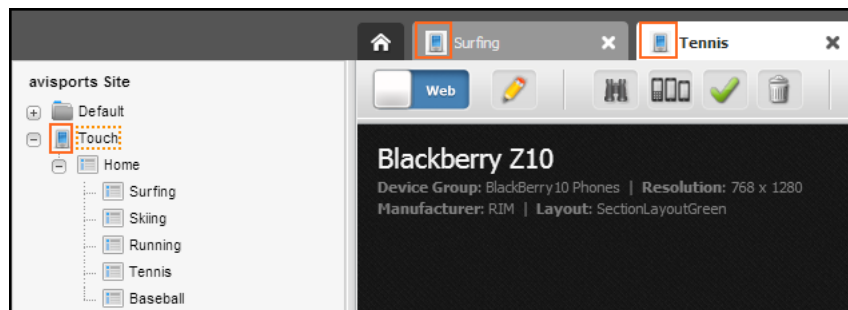 Surfing
Tennis
avisports Site
Default
Touch
Home
Surfing
Skiing
Running
Tennis
Baseball
Web
Blackberry Z10
Device Group: BlackBerry10 Phones | Resolution: 768 x 1280
Manufacturer: RIM | Layout: SectionLayoutGreen